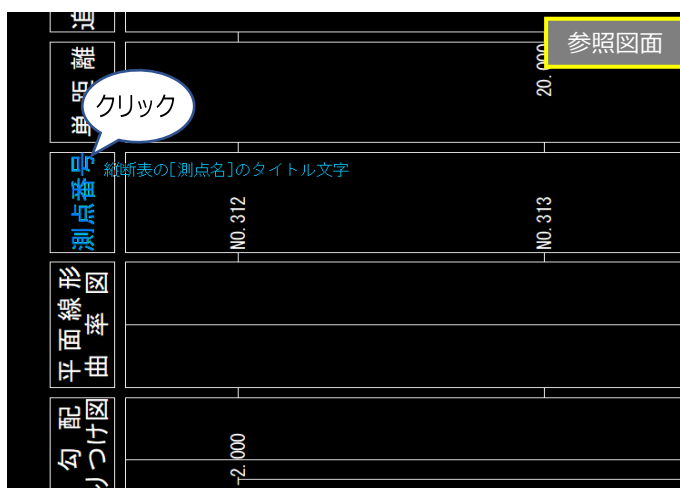 追
参照図面
単距離
20.000
クリック
測点番号
縦断表の[測点名]のタイトル文字
NO.312
NO.313
平面線形
曲率図
勾配
りつけ図
-2.000